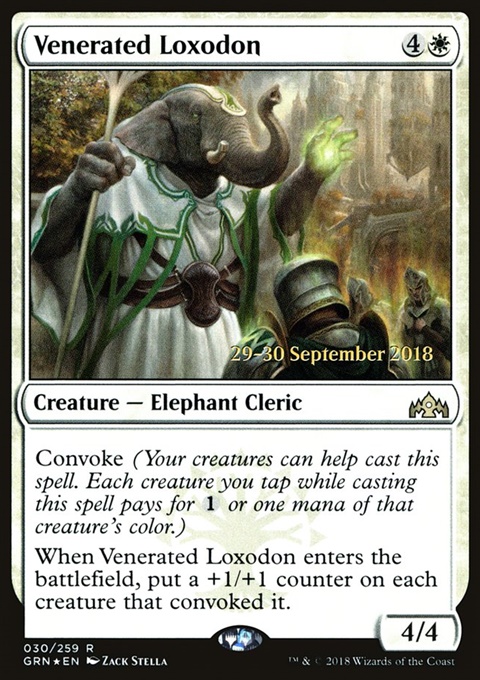 Venerated Loxodon 4
29-30 September 2018
Creature — Elephant Cleric
Convoke (Your creatures can help cast this
spell. Each creature you tap while casting
this spell pays for 1 or one mana of that
creature's color.)
When Venerated Loxodon enters the
battlefield, put a +1/+1 counter on each
creature that convoked it.
4/4
030/259 R
GRN★EN Zack Stella
™ & © 2018 Wizards of the Coast